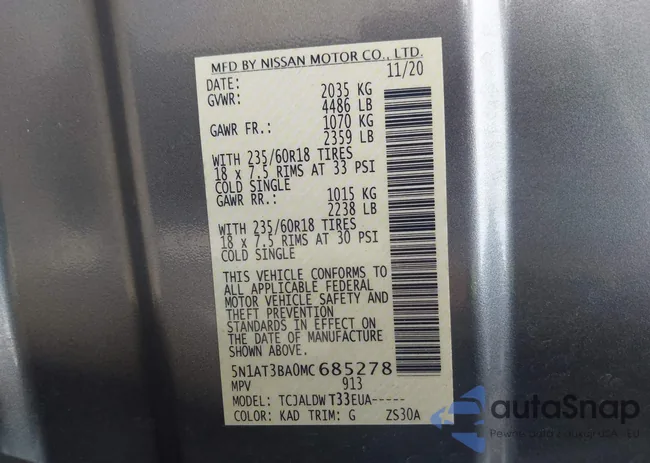 MFD BY NISSAN MOTOR CO., LTD.
DATE: 11/20
GVWR: 2035 KG
4486 LB
GAWR FR.: 1070 KG
2359 LB
WITH 235/60R18 TIRES
18 x 7.5 RIMS AT 33 PSI
COLD SINGLE
GAWR RR.: 1015 KG
2238 LB
WITH 235/60R18 TIRES
18 x 7.5 RIMS AT 30 PSI
COLD SINGLE
THIS VEHICLE CONFORMS TO
ALL APPLICABLE FEDERAL
MOTOR VEHICLE SAFETY AND
THEFT PREVENTION
STANDARDS IN EFFECT ON
THE DATE OF MANUFACTURE
SHOWN ABOVE.
5N1AT3BA0MC685278
MPV 913
MODEL: TCJALDWT33EUA-----
COLOR: KAD TRIM: G ZS30A
autoSnap